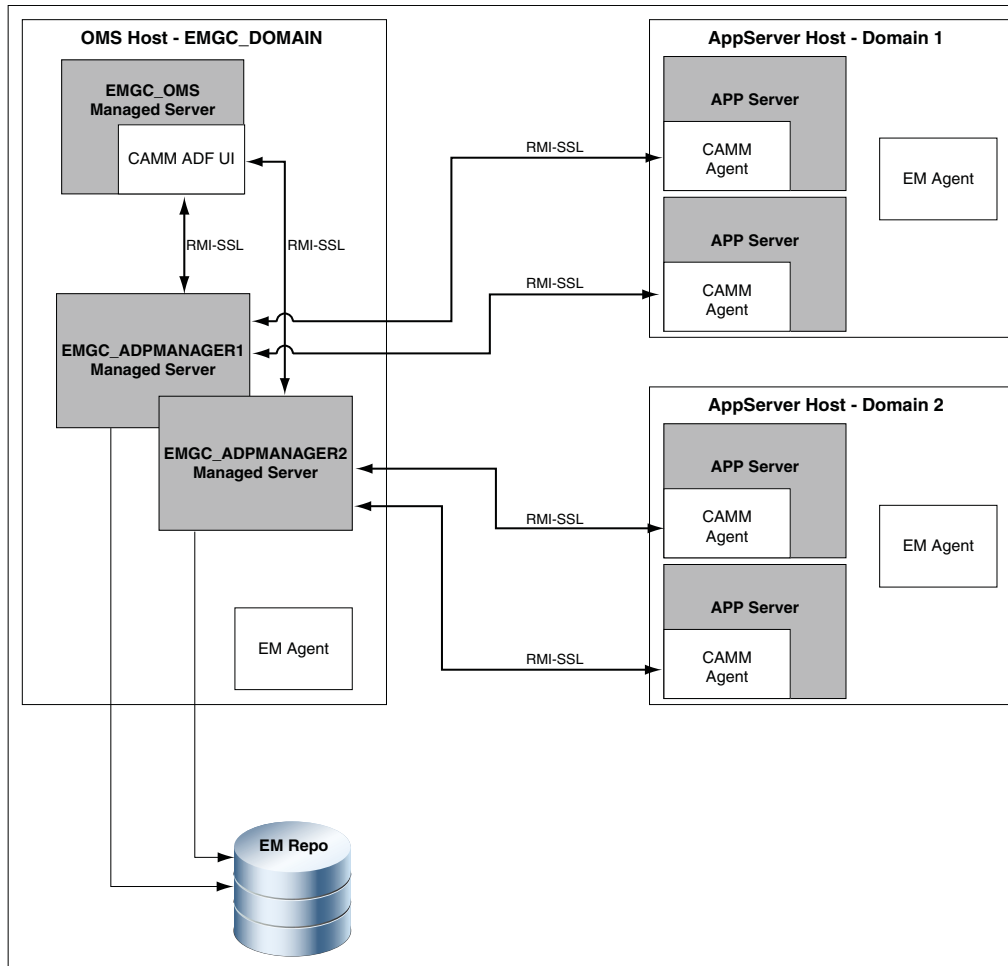 OMS Host - EMGC_DOMAIN
EMGC_OMS
Managed Server
CAMM ADF UI
RMI-SSL
RMI-SSL
EMGC_ADPMANAGER1
Managed Server
EMGC_ADPMANAGER2
Managed Server
EM Agent
EM Repo
RMI-SSL
RMI-SSL
RMI-SSL
RMI-SSL
AppServer Host - Domain 1
APP Server
CAMM
Agent
EM Agent
APP Server
CAMM
Agent
AppServer Host - Domain 2
APP Server
CAMM
Agent
EM Agent
APP Server
CAMM
Agent